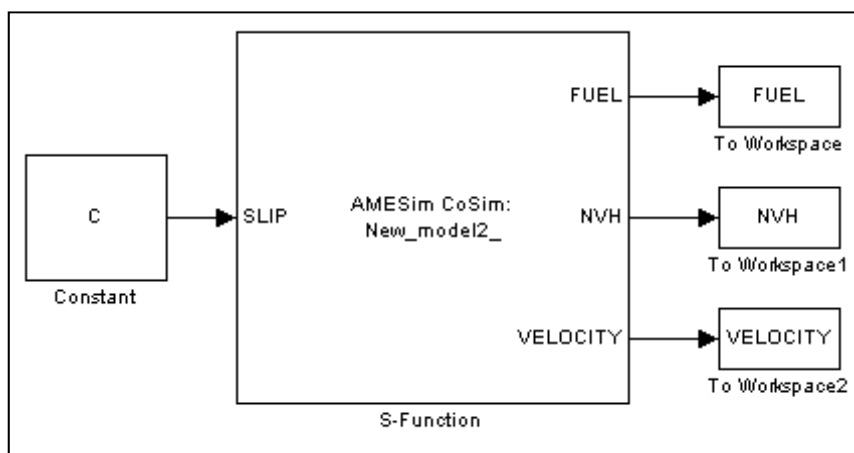 C
Constant
SLIP
AMESim CoSim:
New_model2_
FUEL
NVH
VELOCITY
S-Function
FUEL
To Workspace
NVH
To Workspace1
VELOCITY
To Workspace2